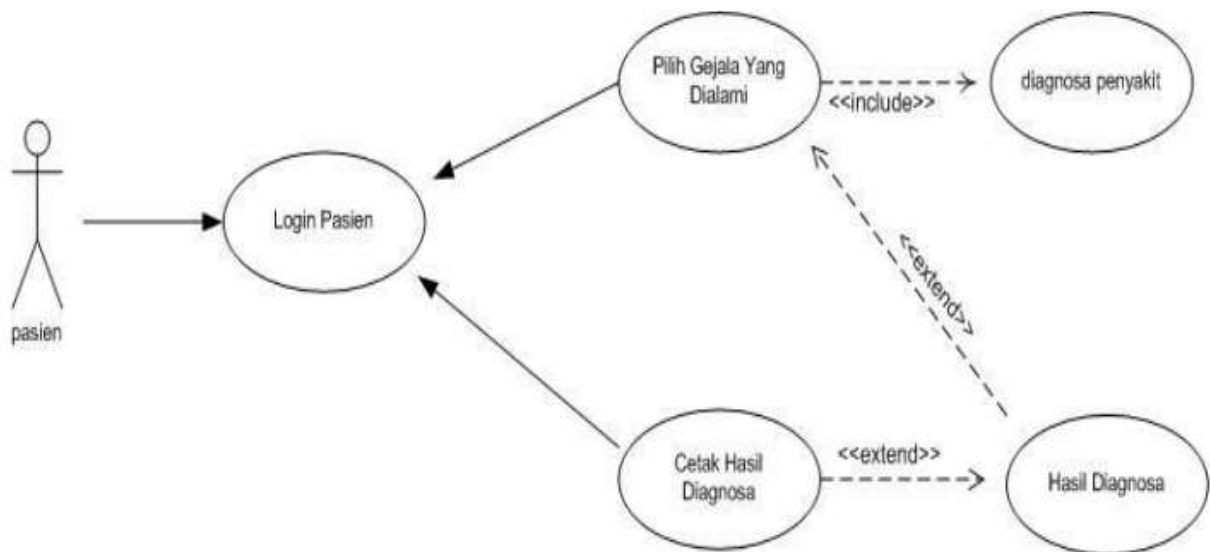 Pilih Gejala Yang
Dialami
<<include>>
diagnosa penyakit
Login Pasien
pasien
<<extend>>
Cetak Hasil
Diagnosa
<<extend>>
Hasil Diagnosa